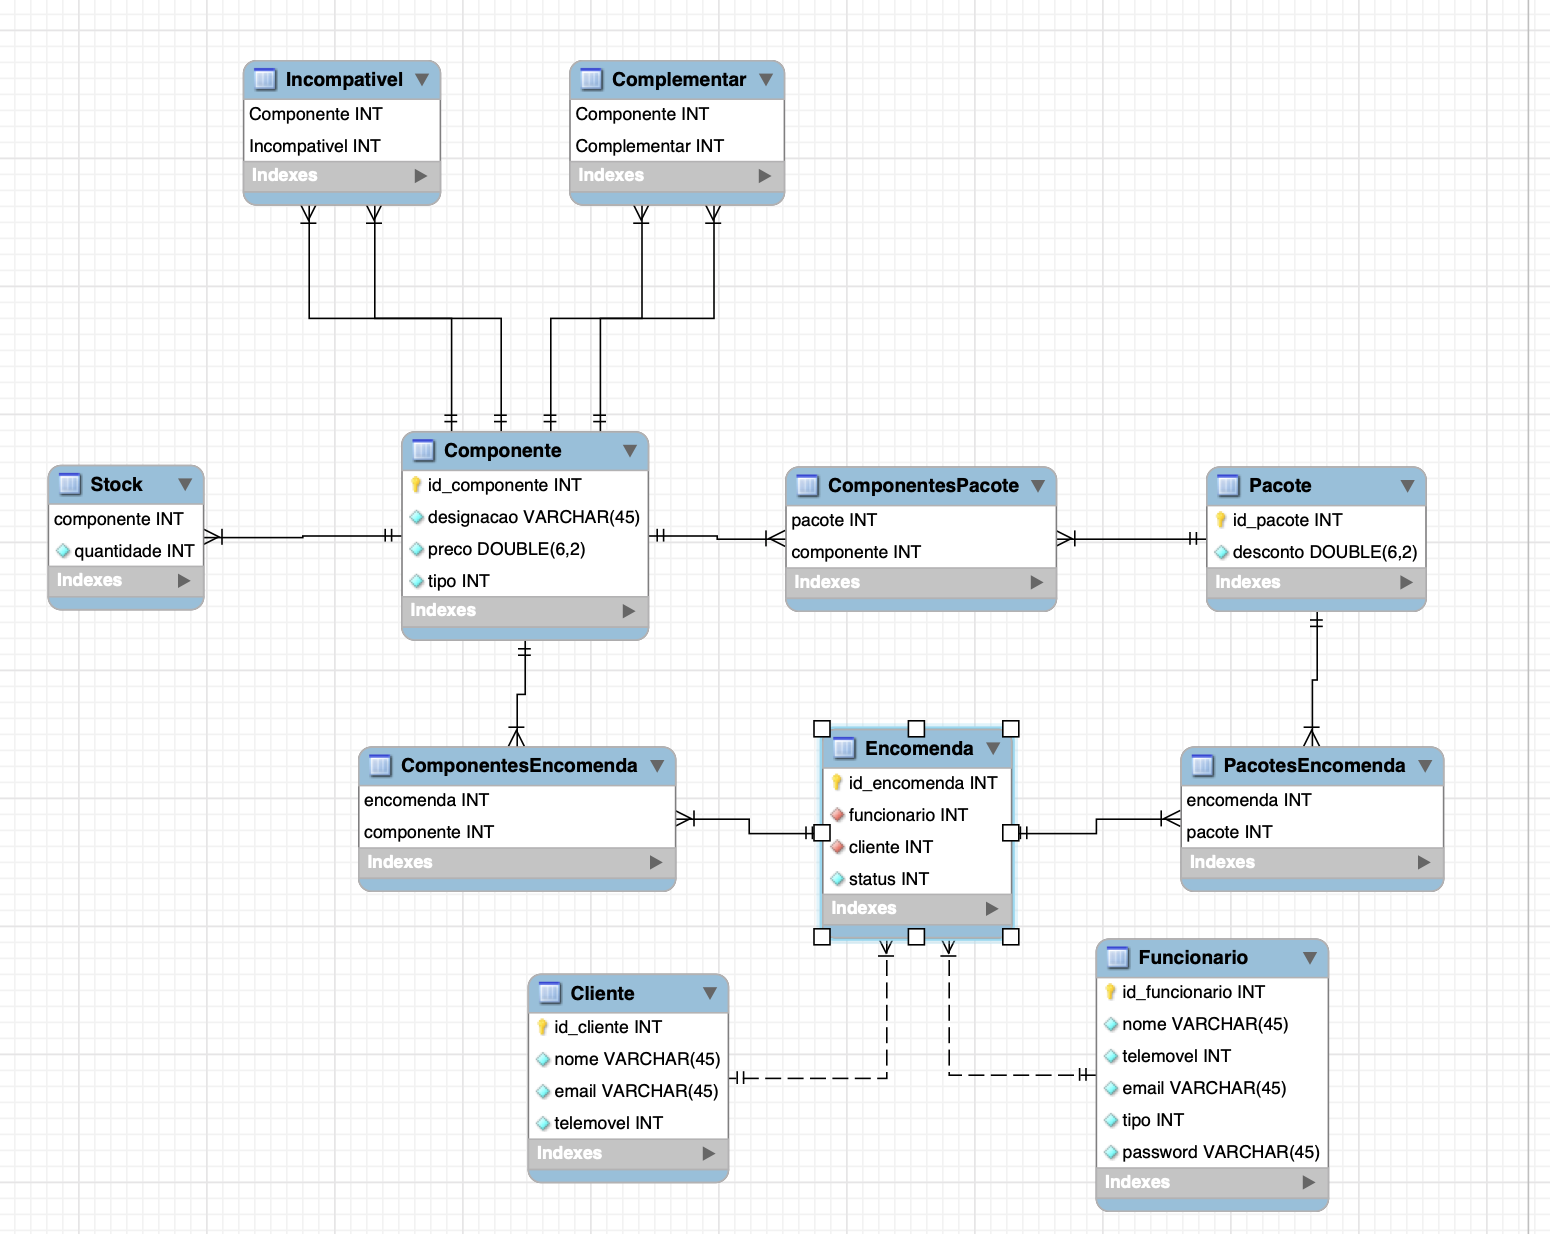 Incompativel
Componente INT
Incompativel INT
Indexes
Complementar
Componente INT
Complementar INT
Indexes
Stock
componente INT
quantidade INT
Indexes
Componente
id_componente INT
designacao VARCHAR(45)
preco DOUBLE(6,2)
tipo INT
Indexes
ComponentesPacote
pacote INT
componente INT
Indexes
Pacote
id_pacote INT
desconto DOUBLE(6,2)
Indexes
ComponentesEncomenda
encomenda INT
componente INT
Indexes
Encomenda
id_encomenda INT
funcionario INT
cliente INT
status INT
Indexes
PacotesEncomenda
encomenda INT
pacote INT
Indexes
Cliente
id_cliente INT
nome VARCHAR(45)
email VARCHAR(45)
telemovel INT
Indexes
Funcionario
id_funcionario INT
nome VARCHAR(45)
telemovel INT
email VARCHAR(45)
tipo INT
password VARCHAR(45)
Indexes